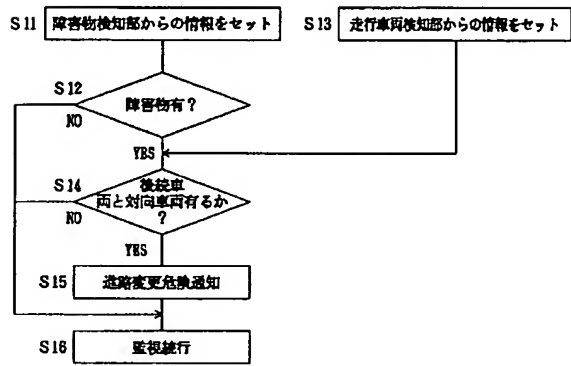 S11 障害物検知部からの情報をセット
S13 走行車両検知部からの情報をセット
S12
障害物有?
NO
YES
S14
後続車
両と対向車両有るか
?
NO
YES
S15 進路変更危険通知
S16 監視続行